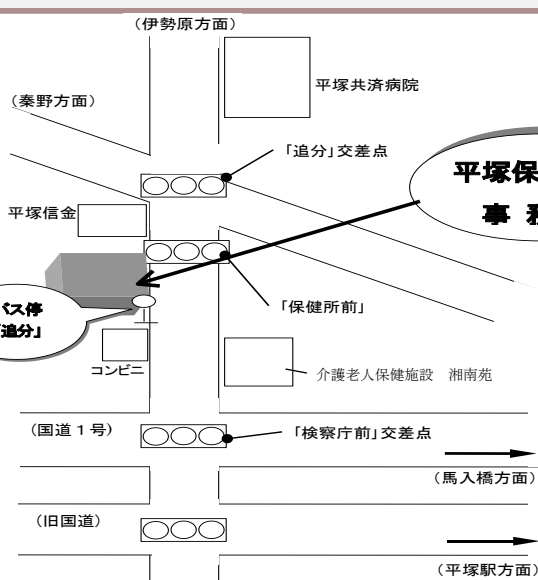 (伊勢原方面)
平塚共済病院
(秦野方面)
「追分」交差点
平塚保
事 務
平塚信金
「保健所前」
バス停
「追分」
コンビニ
介護老人保健施設 湘南苑
(国道1号)
「検察庁前」交差点
(馬入橋方面)
(旧国道)
(平塚駅方面)